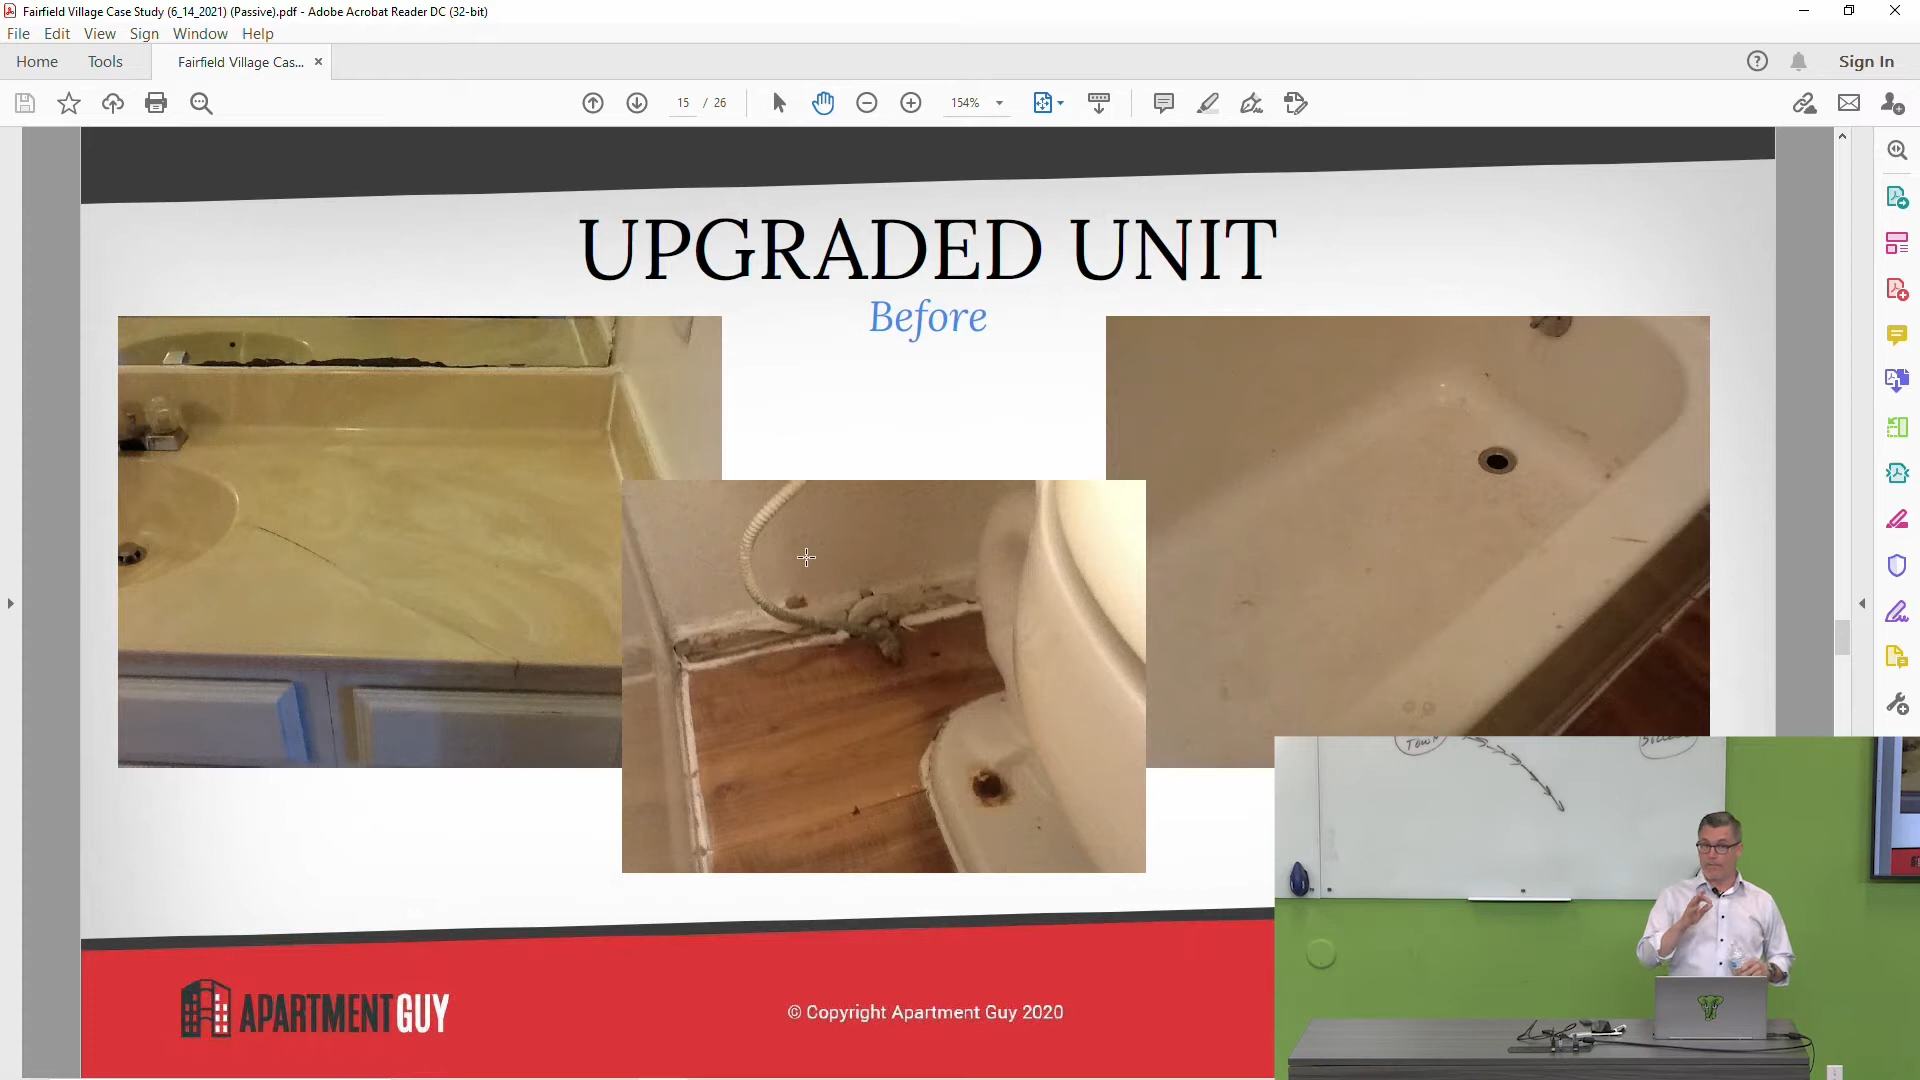 Fairfield Village Case Study (6_14_2021) (Passive).pdf - Adobe Acrobat Reader DC (32-bit)
File Edit View Sign Window Help
Home Tools Fairfield Village Cas... Sign In
15 / 26 154%
UPGRADED UNIT
Before
TOWN
APARTMENTGUY
© Copyright Apartment Guy 2020